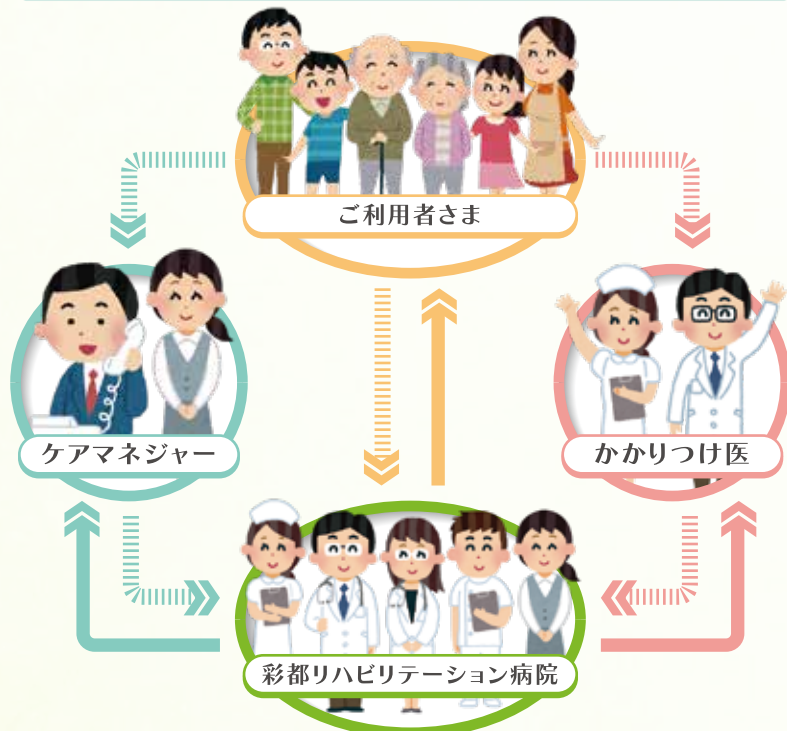 ご利用者さま
ケアマネジャー
かかりつけ医
彩都リハビリテーション病院